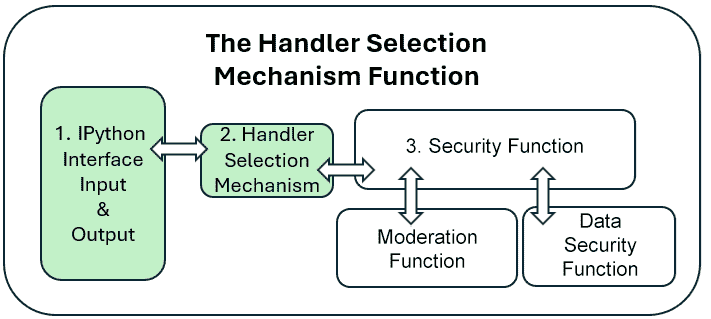 The Handler Selection
Mechanism Function
1. IPython
Interface
Input
&
Output
2. Handler
Selection
Mechanism
3. Security Function
Moderation
Function
Data
Security
Function